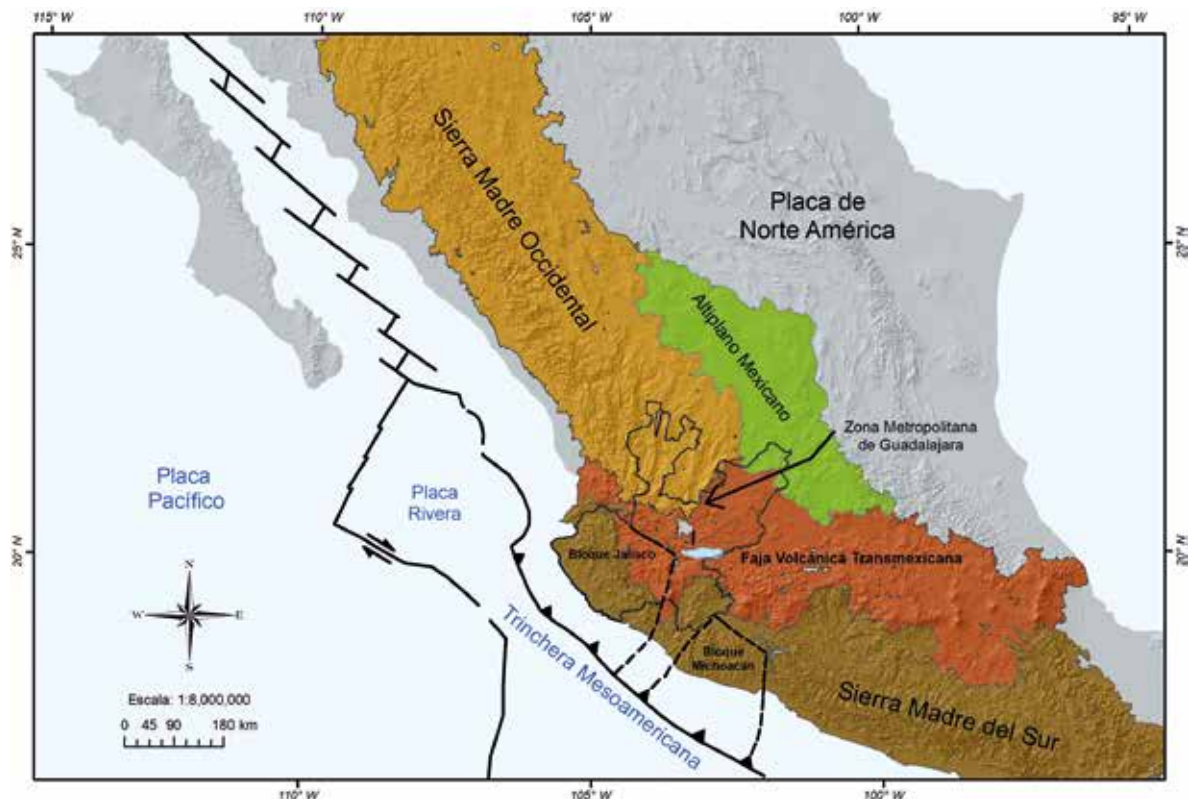 115° W
110° W
105° W
100° W
95° W
Sierra Madre Occidental
Placa de
Norte América
25° N
20° N
Altiplano Mexicano
Zona Metropolitana
de Guadalajara
Placa
Pacífico
Placa
Rivera
Bloque Jalisco
Faja Volcánica Transmexicana
20° N
20° N
N
W
E
S
Trinchera Mesoamericana
Bloque
Michoacán
Sierra Madre del Sur
Escala: 1:8,000,000
0 45 90 180 km
110° W
105° W
100° W